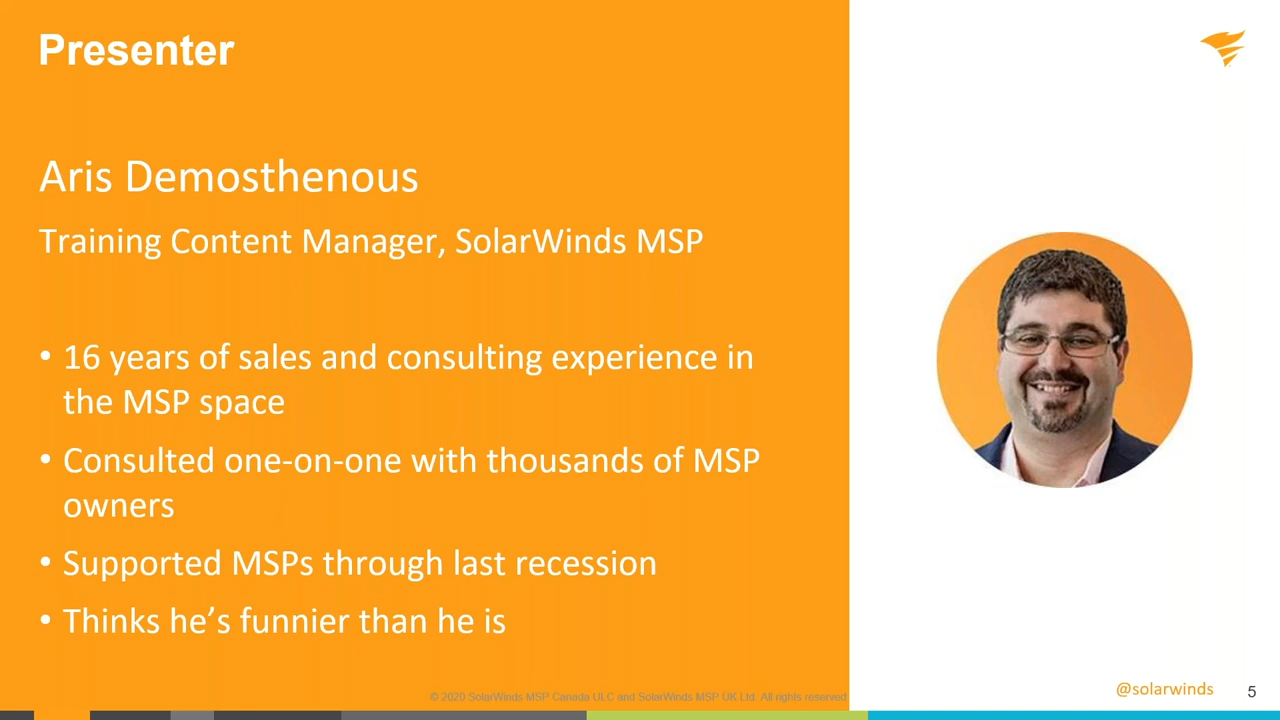 Presenter
Aris Demosthenous
Training Content Manager, SolarWinds MSP
• 16 years of sales and consulting experience in
the MSP space
• Consulted one-on-one with thousands of MSP
owners
• Supported MSPs through last recession
• Thinks he’s funnier than he is
© 2020 SolarWinds MSP Canada ULC and SolarWinds MSP UK Ltd. All rights reserved
@solarwinds
5